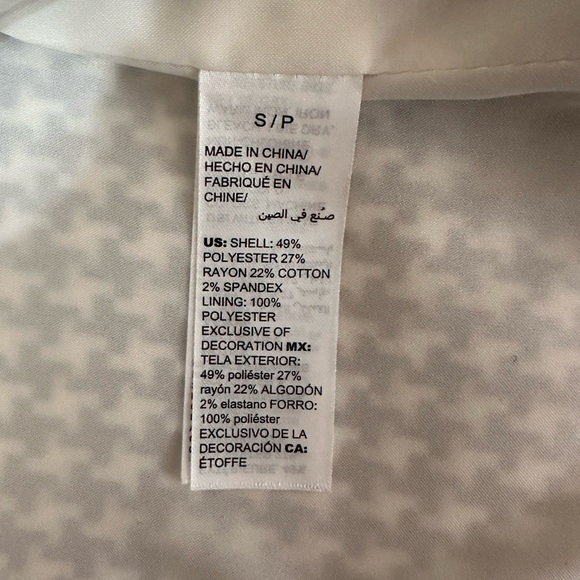 S / P
MADE IN CHINA/
HECHO EN CHINA/
FABRIQUÉ EN
CHINE/
صُنع في الصين
US: SHELL: 49%
POLYESTER 27%
RAYON 22% COTTON
2% SPANDEX
LINING: 100%
POLYESTER
EXCLUSIVE OF
DECORATION MX:
TELA EXTERIOR:
49% poliéster 27%
rayón 22% ALGODÓN
2% elastano FORRO:
100% poliéster
EXCLUSIVO DE LA
DECORACIÓN CA:
ÉTOFFE